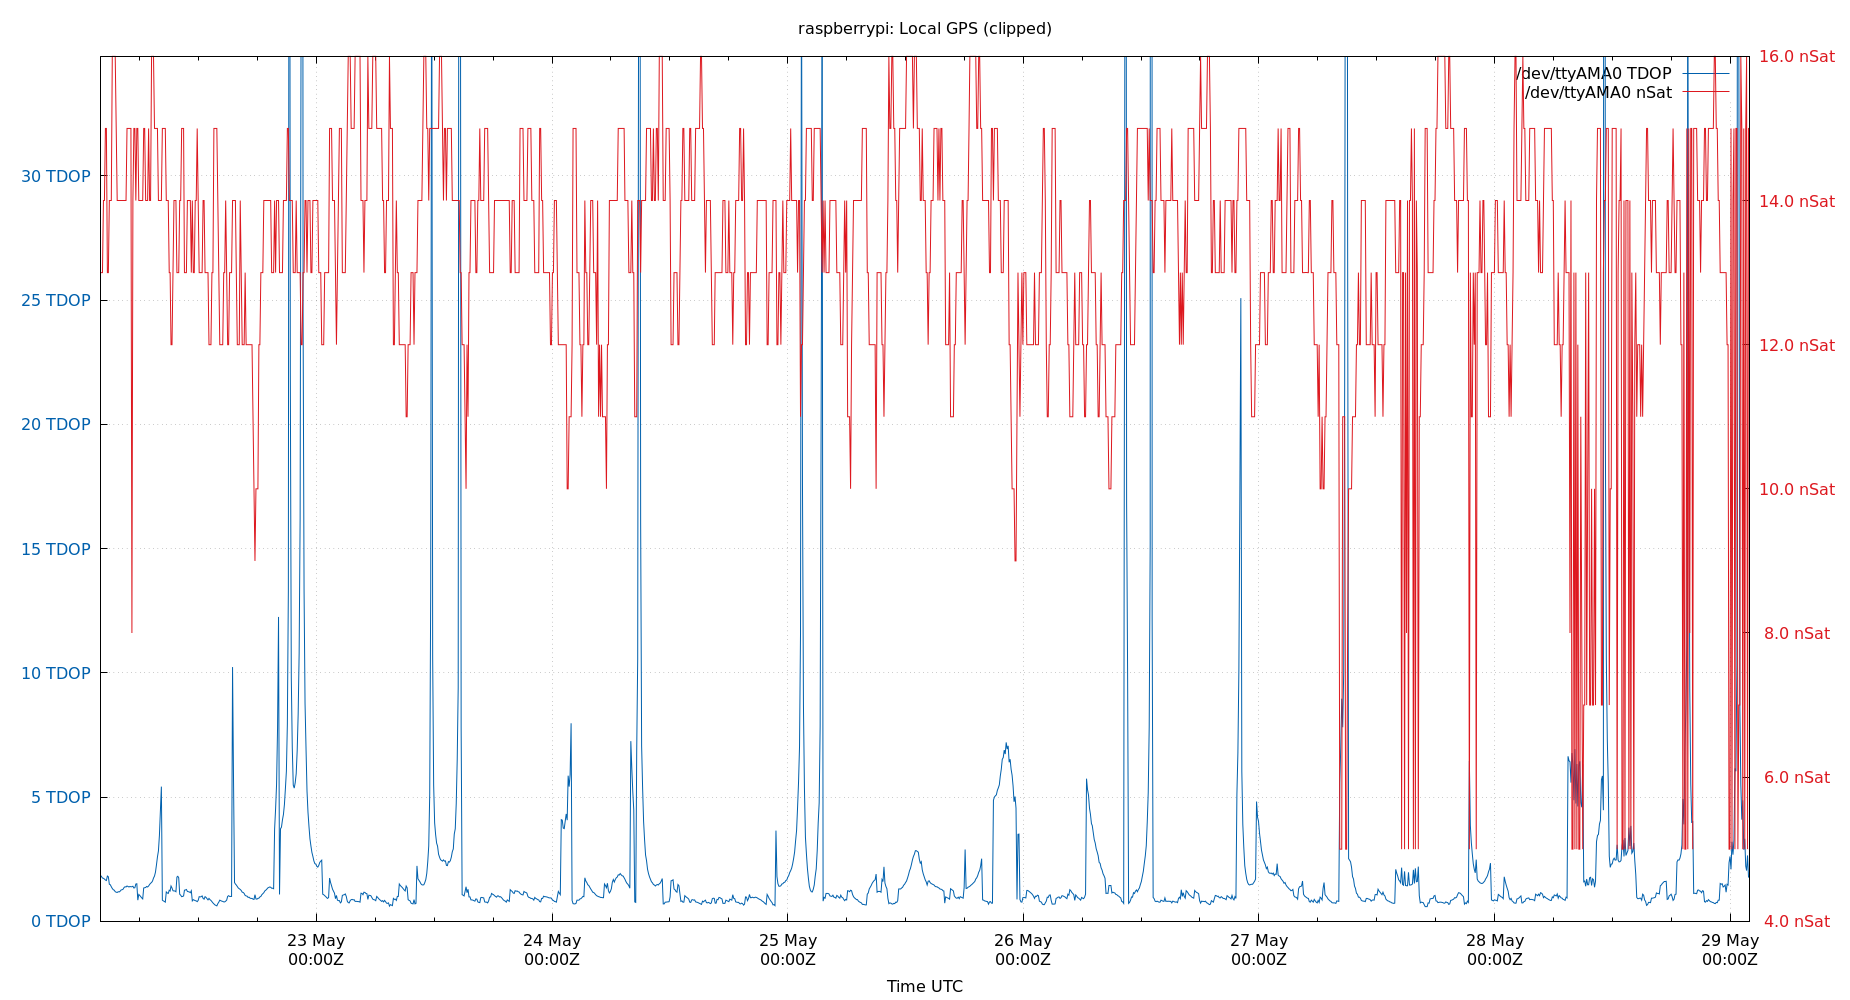 raspberrypi: Local GPS (clipped)
/dev/ttyAMA0 TDOP
/dev/ttyAMA0 nSat
30 TDOP
25 TDOP
20 TDOP
15 TDOP
10 TDOP
5 TDOP
0 TDOP
16.0 nSat
14.0 nSat
12.0 nSat
10.0 nSat
8.0 nSat
6.0 nSat
4.0 nSat
23 May
00:00Z
24 May
00:00Z
25 May
00:00Z
26 May
00:00Z
27 May
00:00Z
28 May
00:00Z
29 May
00:00Z
Time UTC